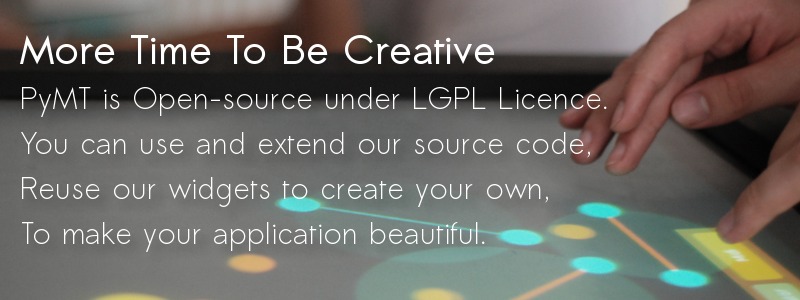 More Time To Be Creative
PyMT is Open-source under LGPL Licence.
You can use and extend our source code,
Reuse our widgets to create your own,
To make your application beautiful.